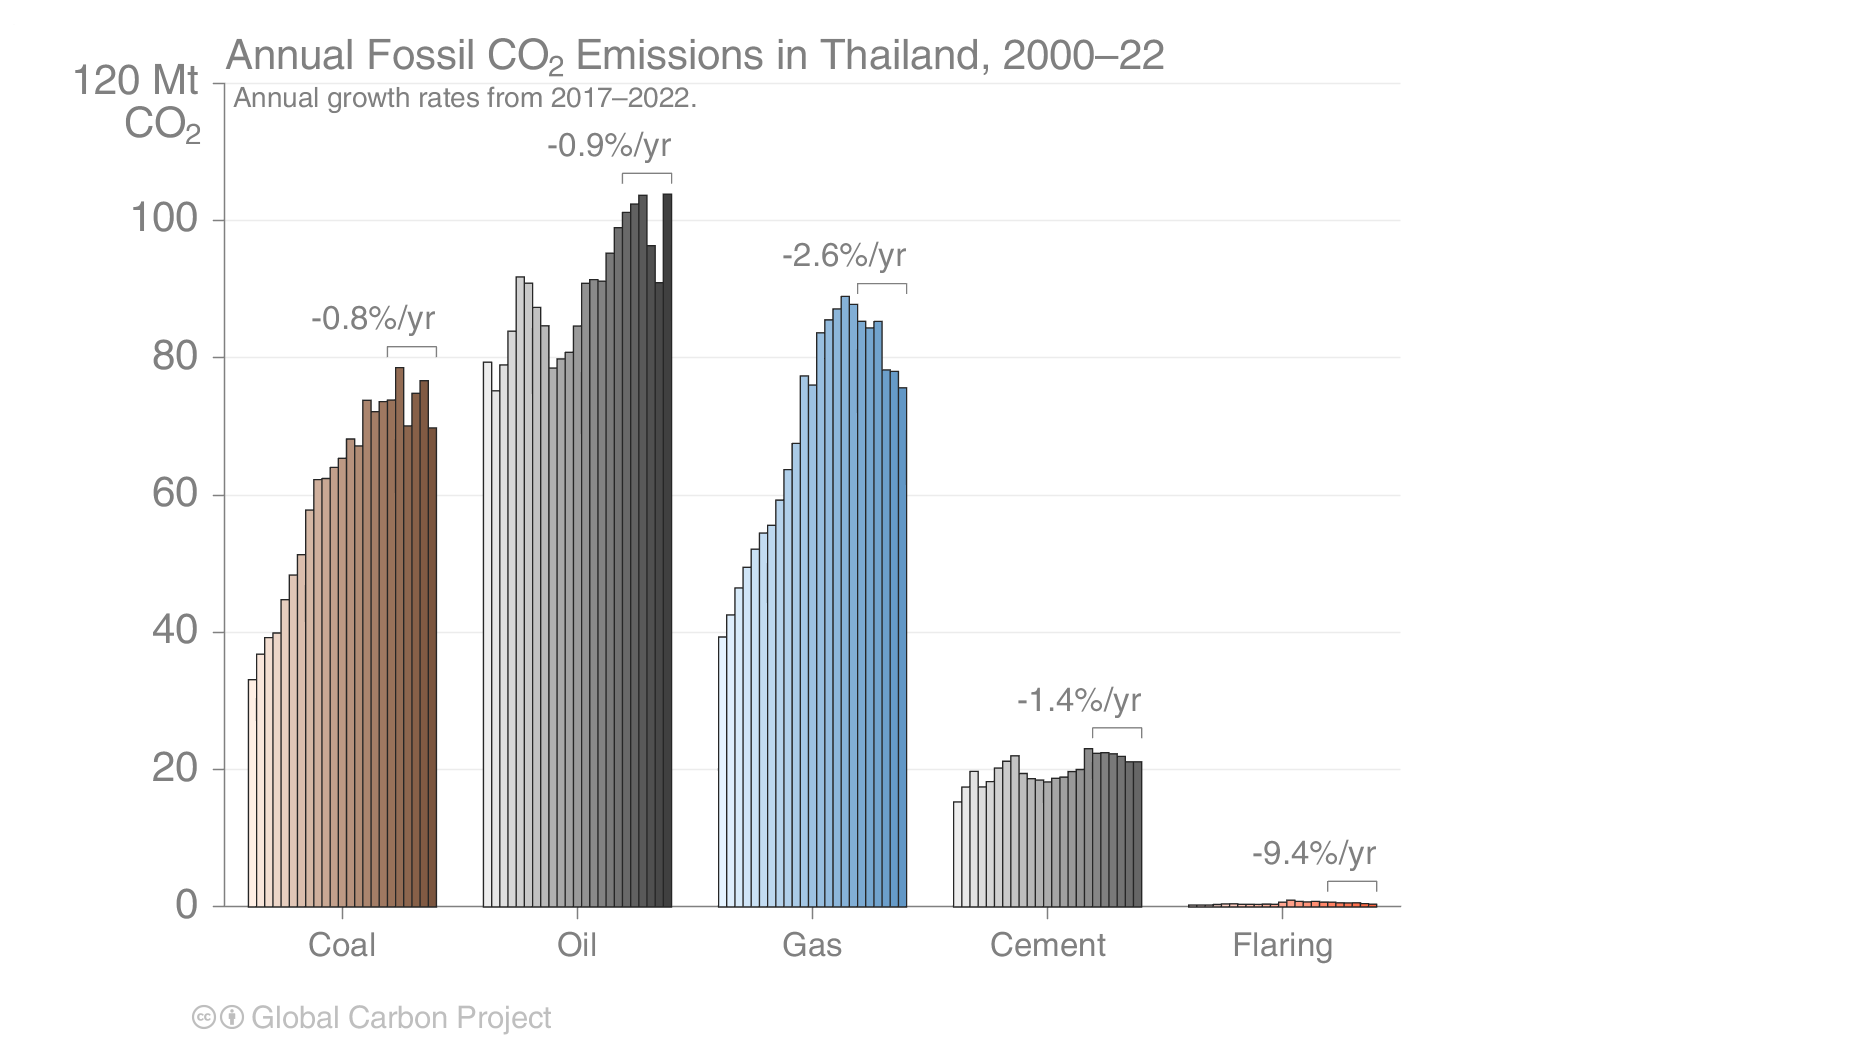 Annual Fossil CO₂ Emissions in Thailand, 2000–22
120 Mt
CO₂
Annual growth rates from 2017–2022.
-0.9%/yr
100
-2.6%/yr
-0.8%/yr
80
60
40
-1.4%/yr
20
-9.4%/yr
0
Coal Oil Gas Cement Flaring
cc Global Carbon Project